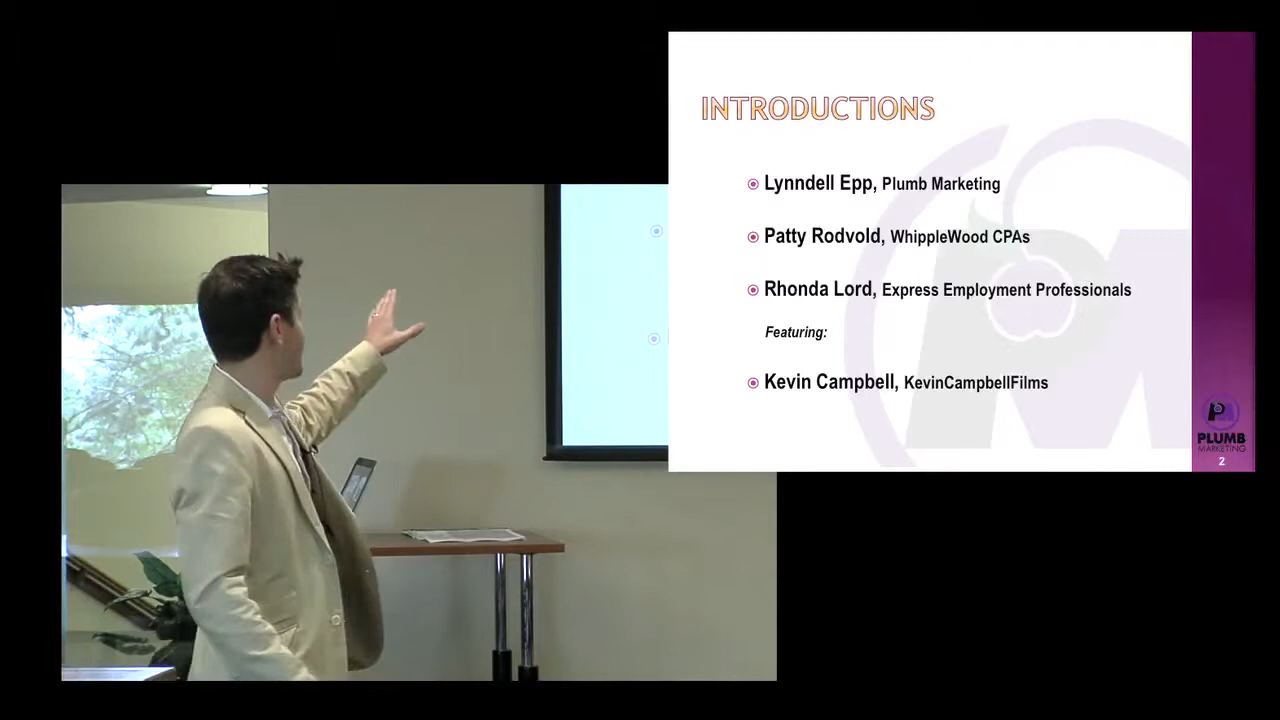 INTRODUCTIONS
Lynndell Epp, Plumb Marketing
Patty Rodvold, WhippleWood CPAs
Rhonda Lord, Express Employment Professionals
Featuring:
Kevin Campbell, KevinCampbellFilms
PM
PLUMB
MARKETING
2